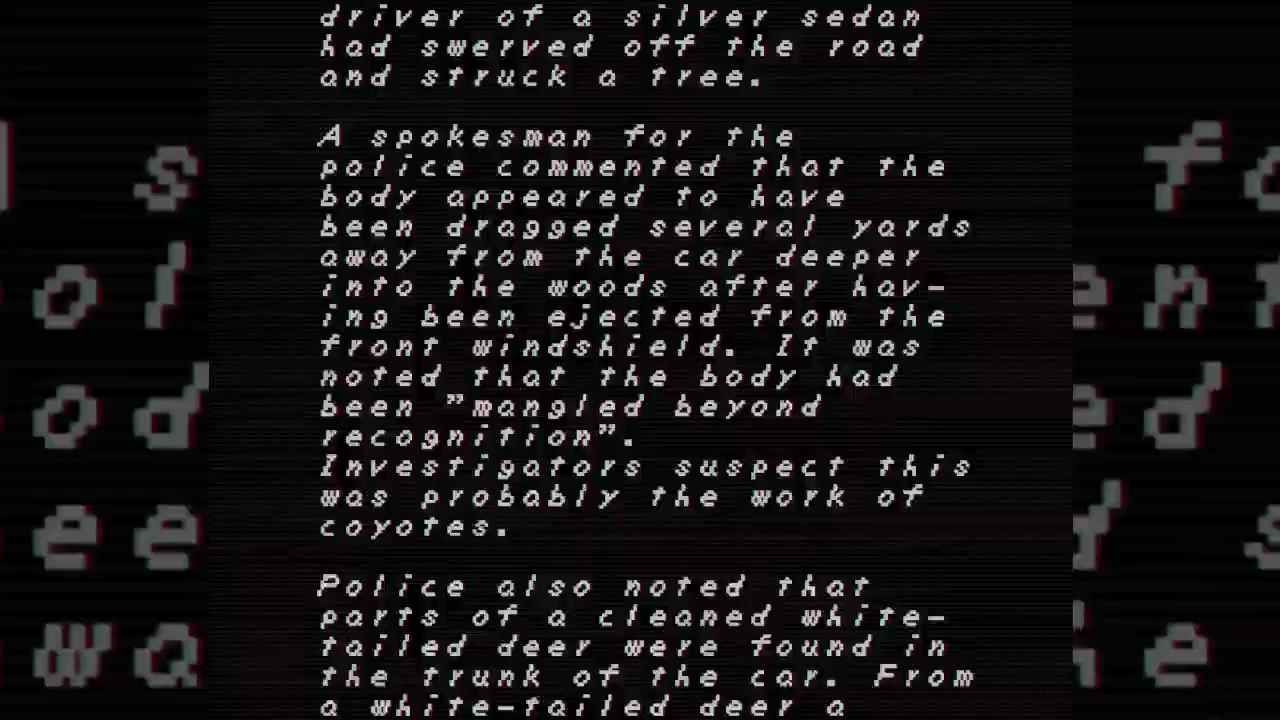 driver of a silver sedan
had swerved off the road
and struck a tree.
A spokesman for the
police commented that the
body appeared to have
been dragged several yards
away from the car deeper
into the woods after hav-
ing been ejected from the
front windshield. It was
noted that the body had
been "mangled beyond
recognition".
Investigators suspect this
was probably the work of
coyotes.
Police also noted that
parts of a cleaned white-
tailed deer were found in
the trunk of the car. From
a white-tailed deer a